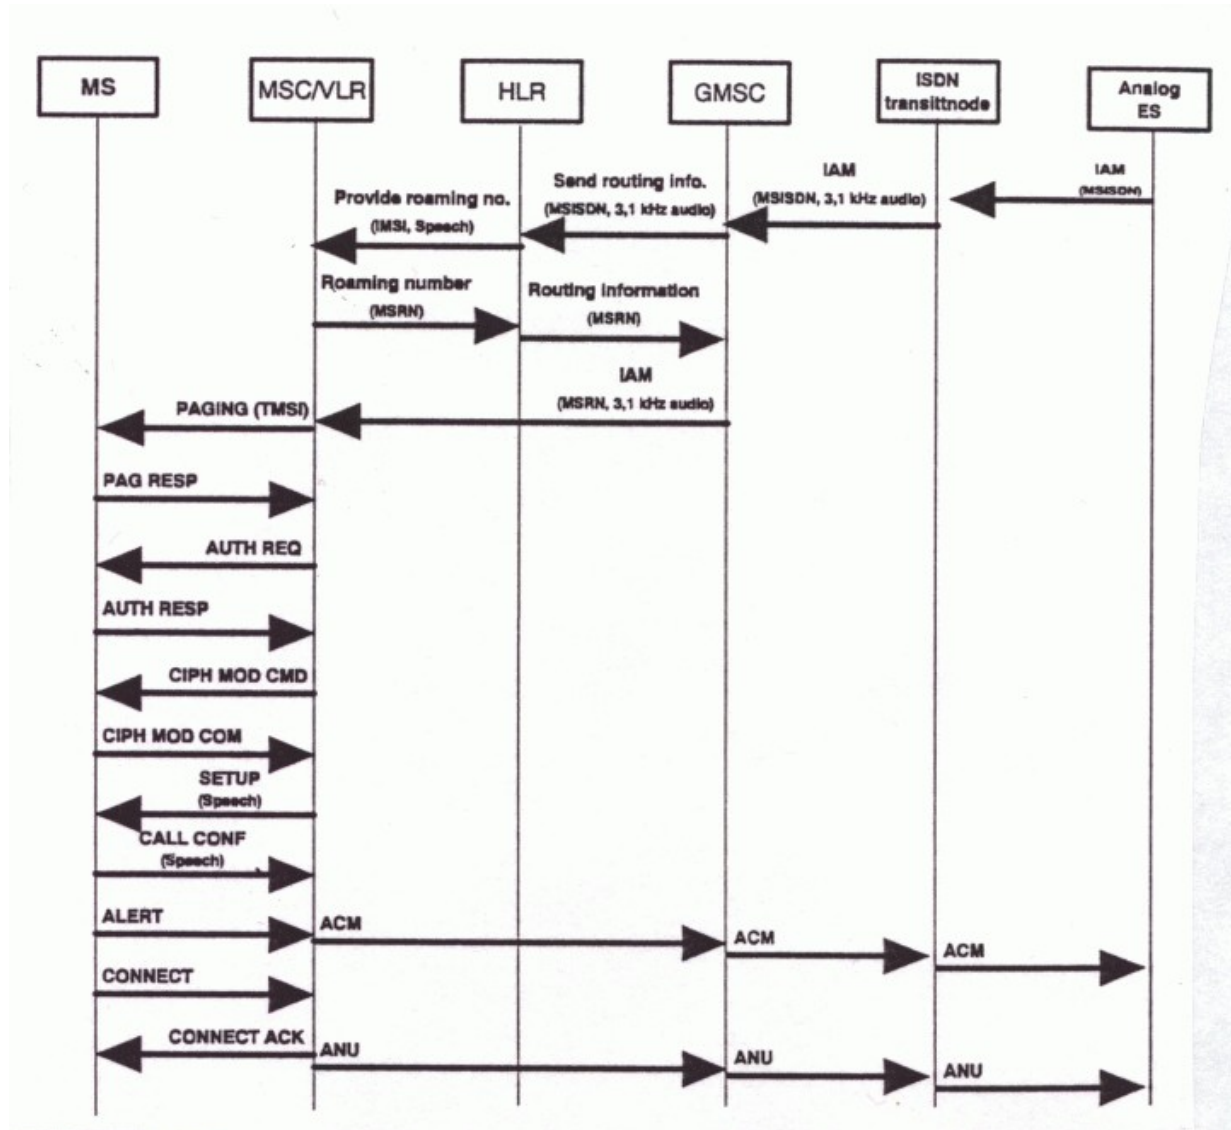 MS
MSC/VLR
HLR
GMSC
ISDN
transittnode
Analog
ES
IAM
(MSISDN)
IAM
(MSISDN, 3,1 kHz audio)
Send routing info.
(MSISDN, 3,1 kHz audio)
Provide roaming no.
(IMSI, Speech)
Roaming number
(MSRN)
Routing information
(MSRN)
IAM
(MSRN, 3,1 kHz audio)
PAGING (TMSI)
PAG RESP
AUTH REQ
AUTH RESP
CIPH MOD CMD
CIPH MOD COM
SETUP
(Speech)
CALL CONF
(Speech)
ALERT
ACM
ACM
ACM
CONNECT
CONNECT ACK
ANU
ANU
ANU